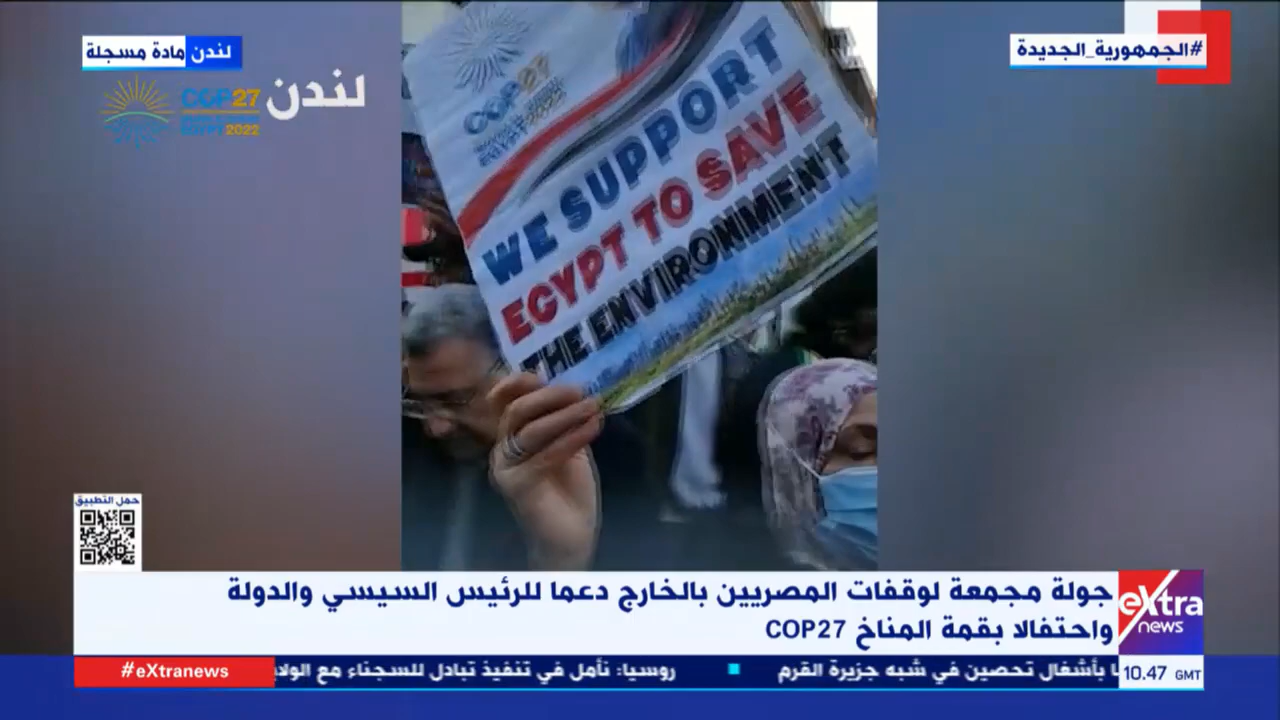 لندن مادة مسجلة
#الجمهورية_الجديدة
لندن
COP27
EGYPT 2022
COP27
WE SUPPORT
EGYPT TO SAVE
THE ENVIRONMENT
حمل التطبيق
جولة مجمعة لوقفات المصريين بالخارج دعما للرئيس السيسي والدولة
واحتفالا بقمة المناخ COP27
eXtra
news
#eXtranews
ا بأشغال تحصين في شبه جزيرة القرم
روسيا: نأمل في تنفيذ تبادل للسجناء مع الولا
10.47 GMT